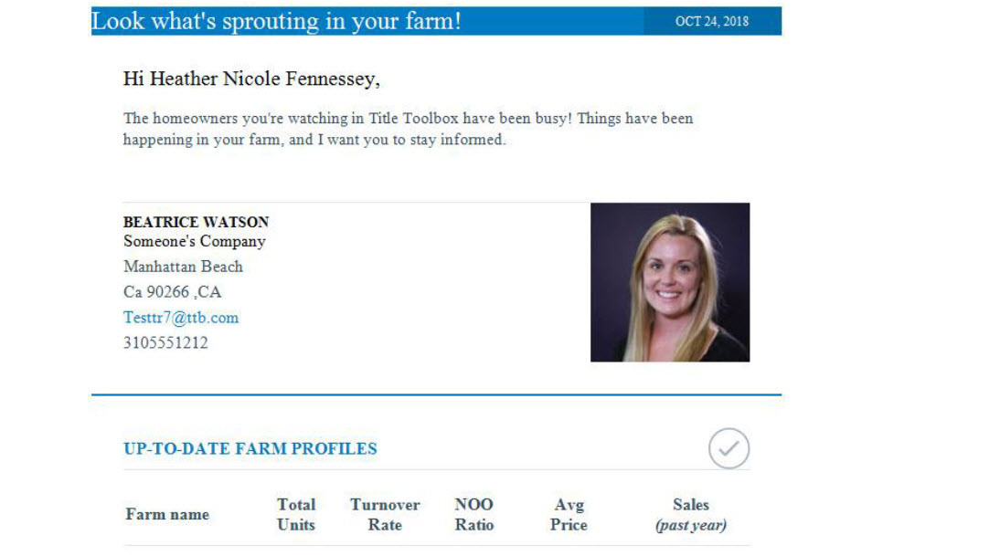 Look what's sprouting in your farm!
OCT 24, 2018
Hi Heather Nicole Fennessey,
The homeowners you're watching in Title Toolbox have been busy! Things have been
happening in your farm, and I want you to stay informed.
BEATRICE WATSON
Someone's Company
Manhattan Beach
Ca 90266 ,CA
Testtr7@ttb.com
3105551212
UP-TO-DATE FARM PROFILES
Farm name
Total
Units
Turnover
Rate
NOO
Ratio
Avg
Price
Sales
(past year)